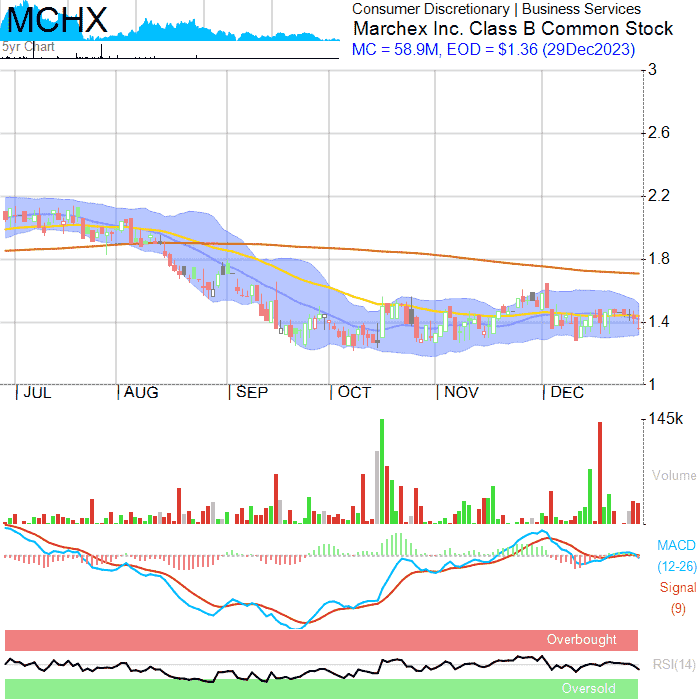 MCHX
5yr Chart
Consumer Discretionary | Business Services
Marchex Inc. Class B Common Stock
MC = 58.9M, EOD = $1.36 (29Dec2023)
3
2.6
2.2
1.8
1.4
1
JUL AUG SEP OCT NOV DEC
145k
Volume
MACD
(12-26)
Signal
(9)
Overbought
RSI(14)
Oversold